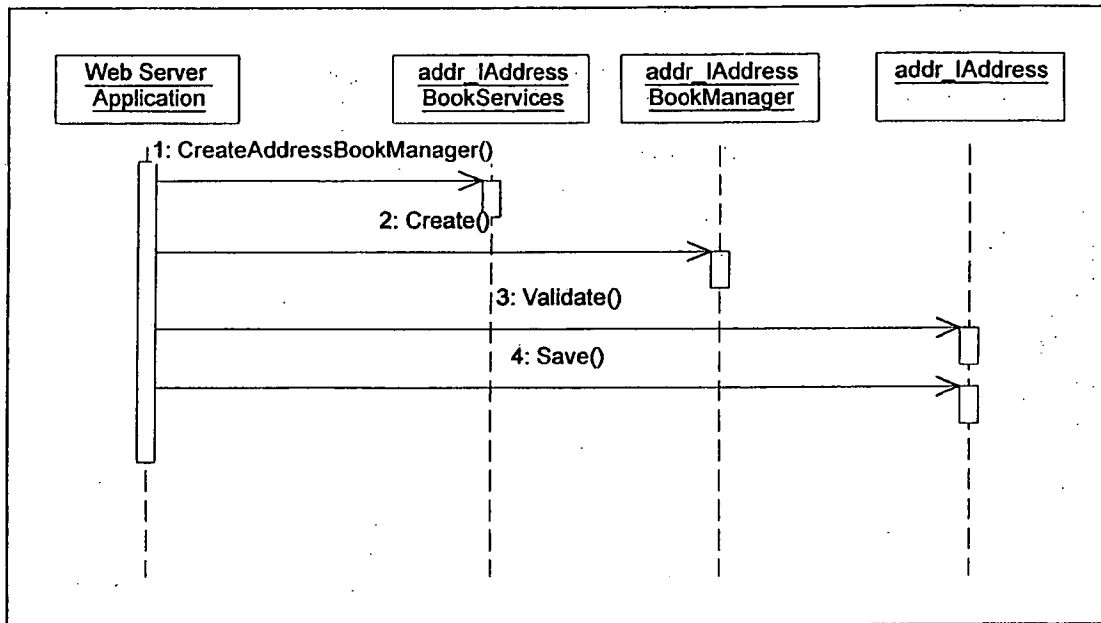 Web Server
Application
addr_IAddress
BookServices
addr_IAddress
BookManager
addr_IAddress
1: CreateAddressBookManager()
2: Create()
3: Validate()
4: Save()